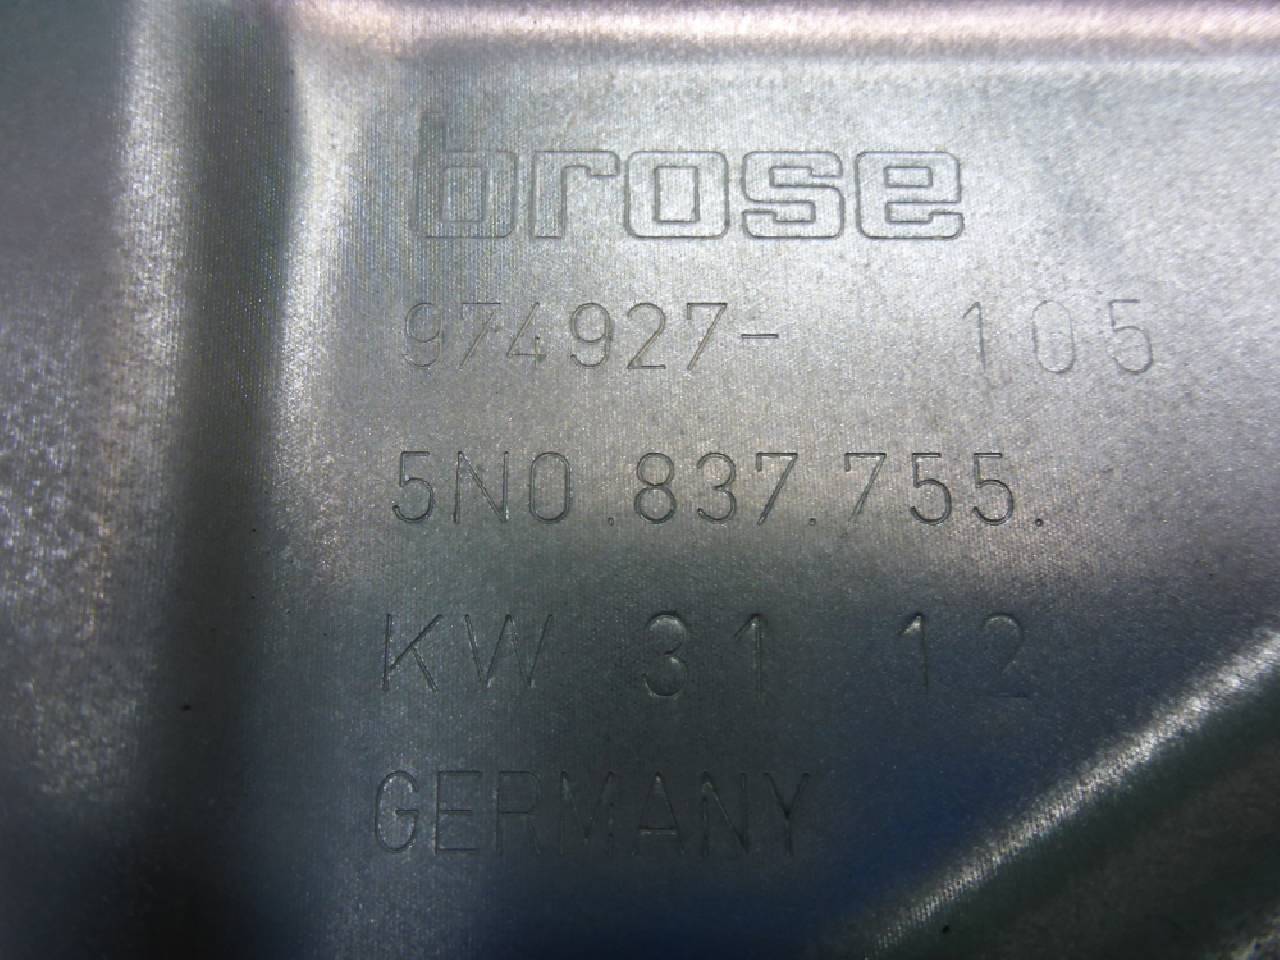 brose
974927- 105
5N0.837.755.
KW 31 12
GERMANY